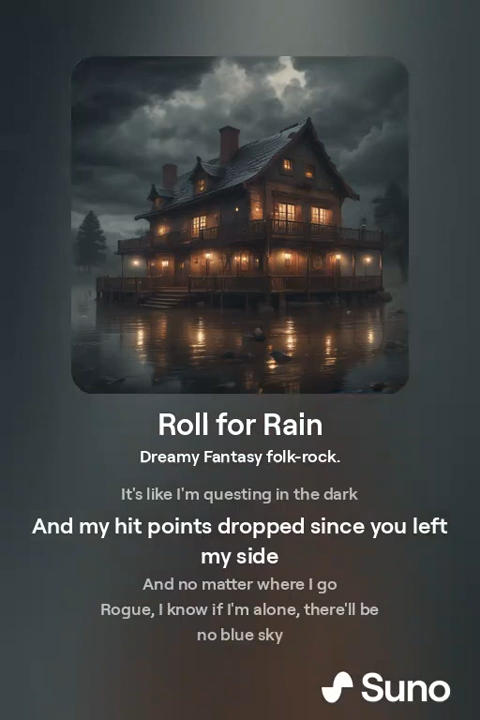 Roll for Rain
Dreamy Fantasy folk-rock.
It's like I'm questing in the dark
And my hit points dropped since you left
my side
And no matter where I go
Rogue, I know if I'm alone, there'll be
no blue sky
Suno